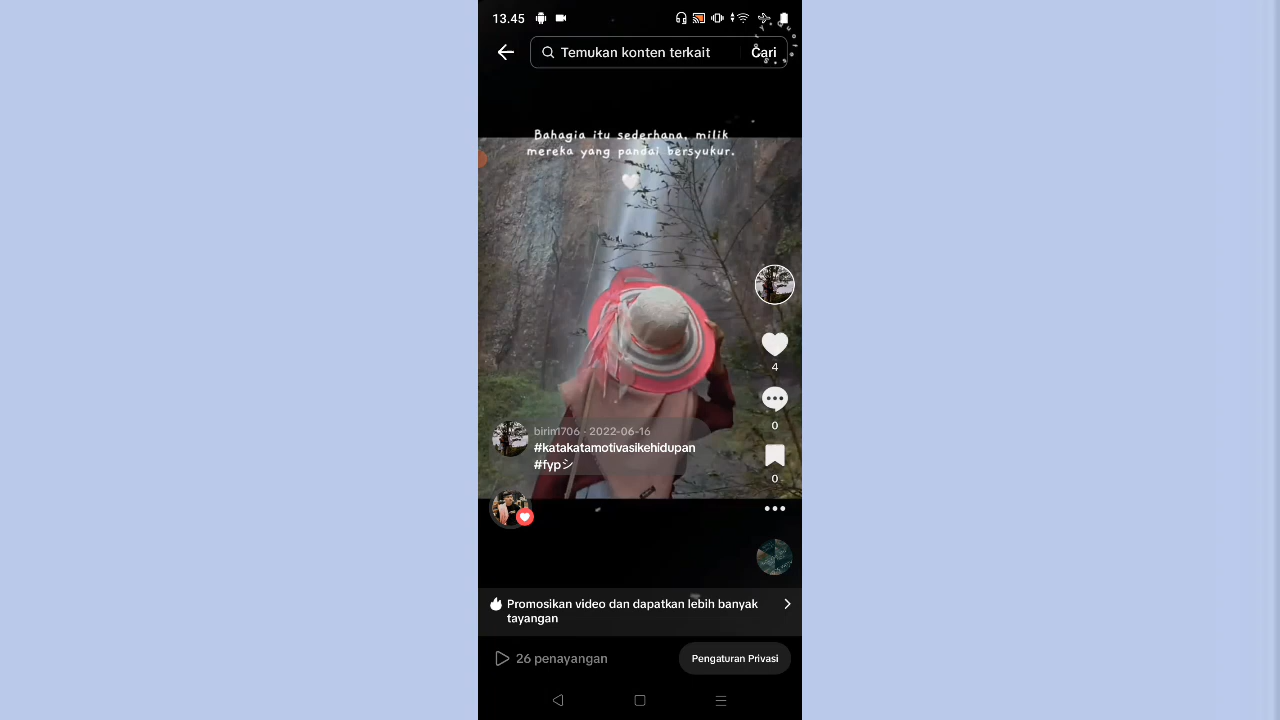 13.45
Temukan konten terkait
Cari
Bahagia itu sederhana, milik
mereka yang pandai bersyukur.
4
0
birin1706 · 2022-06-16
#katakatamotivasikehidupan
#fypシ
0
Promosikan video dan dapatkan lebih banyak
tayangan
26 penayangan
Pengaturan Privasi